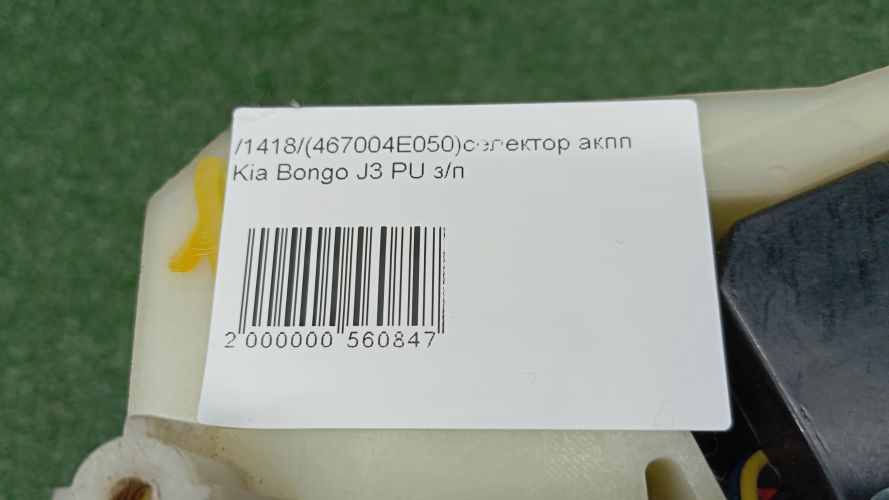 /1418/(467004E050)селектор акпп
Kia Bongo J3 PU з/п
2 000000 560847